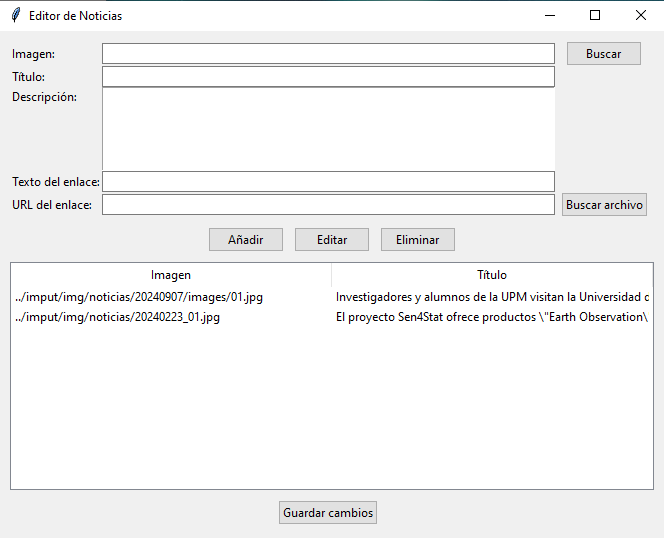 Editor de Noticias
Imagen: Buscar
Título:
Descripción:
Texto del enlace:
URL del enlace: Buscar archivo
Añadir Editar Eliminar
Imagen Título
../imput/img/noticias/20240907/images/01.jpg Investigadores y alumnos de la UPM visitan la Universidad
../imput/img/noticias/20240223_01.jpg El proyecto Sen4Stat ofrece productos \"Earth Observation\
Guardar cambios